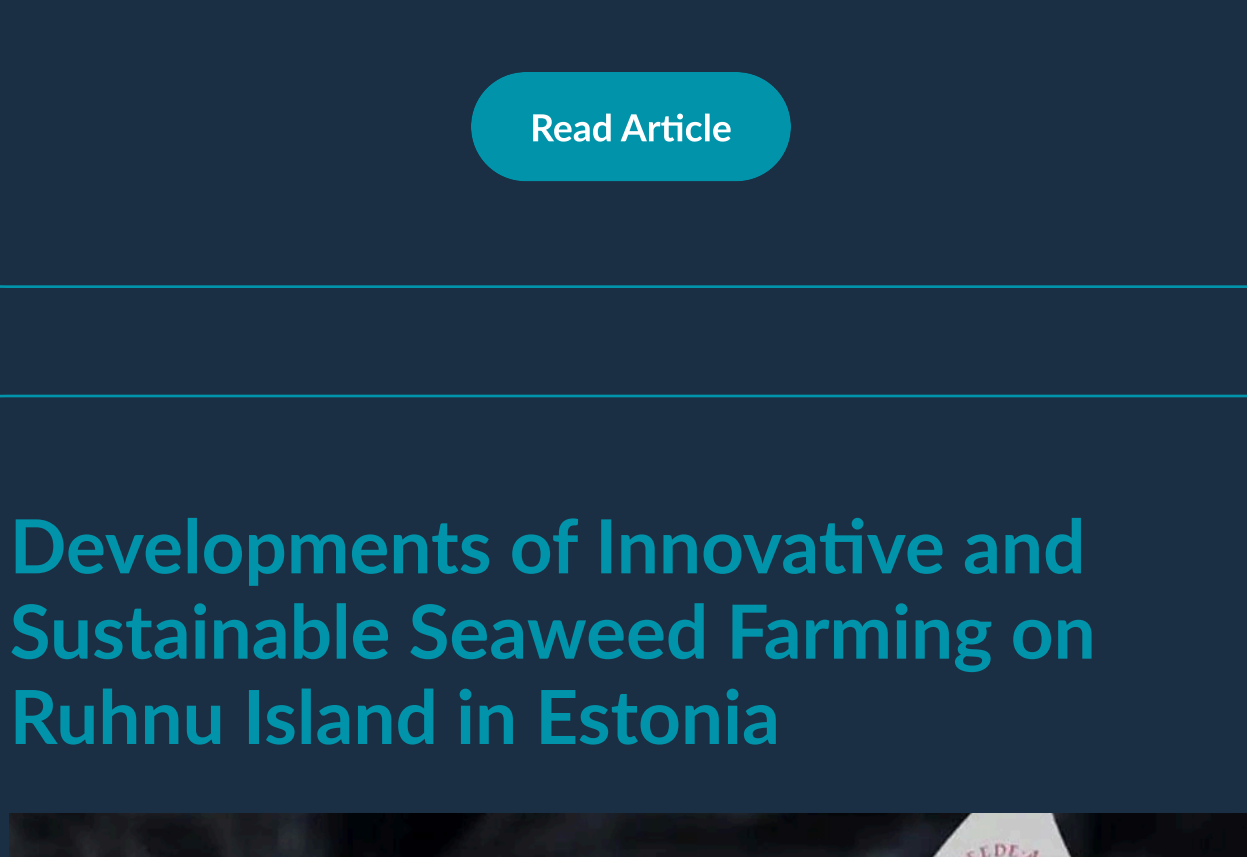 Read Article
Developments of Innovative and
Sustainable Seaweed Farming on
Ruhnu Island in Estonia